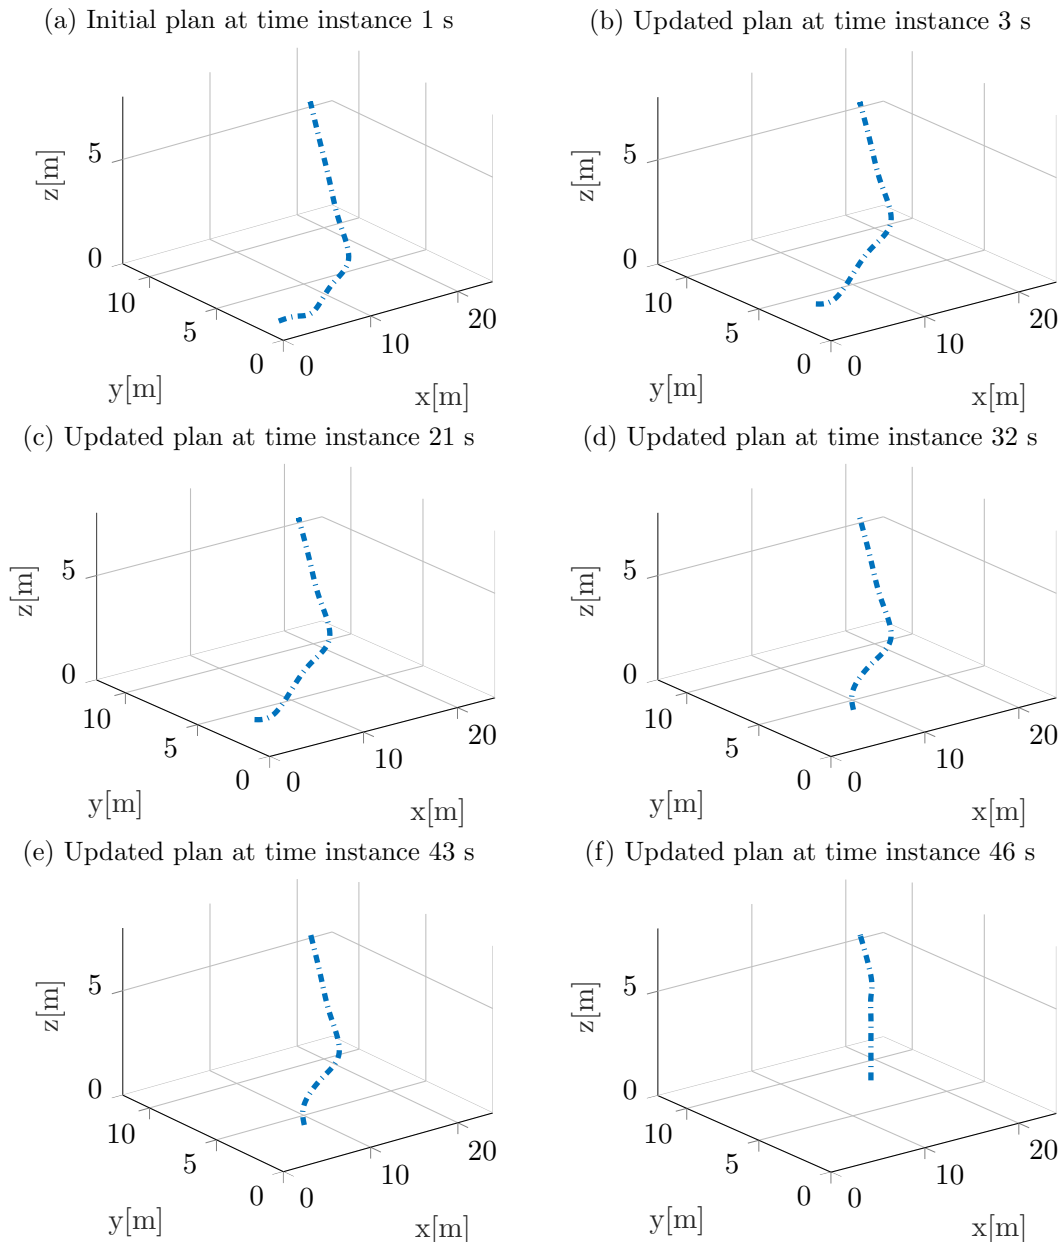 (a) Initial plan at time instance 1 s
z[m]
5
0
10
5
0
y[m]
0
10
20
x[m]
(b) Updated plan at time instance 3 s
z[m]
5
0
10
5
0
y[m]
0
10
20
x[m]
(c) Updated plan at time instance 21 s
z[m]
5
0
10
5
0
y[m]
0
10
20
x[m]
(d) Updated plan at time instance 32 s
z[m]
5
0
10
5
0
y[m]
0
10
20
x[m]
(e) Updated plan at time instance 43 s
z[m]
5
0
10
5
0
y[m]
0
10
20
x[m]
(f) Updated plan at time instance 46 s
z[m]
5
0
10
5
0
y[m]
0
10
20
x[m]